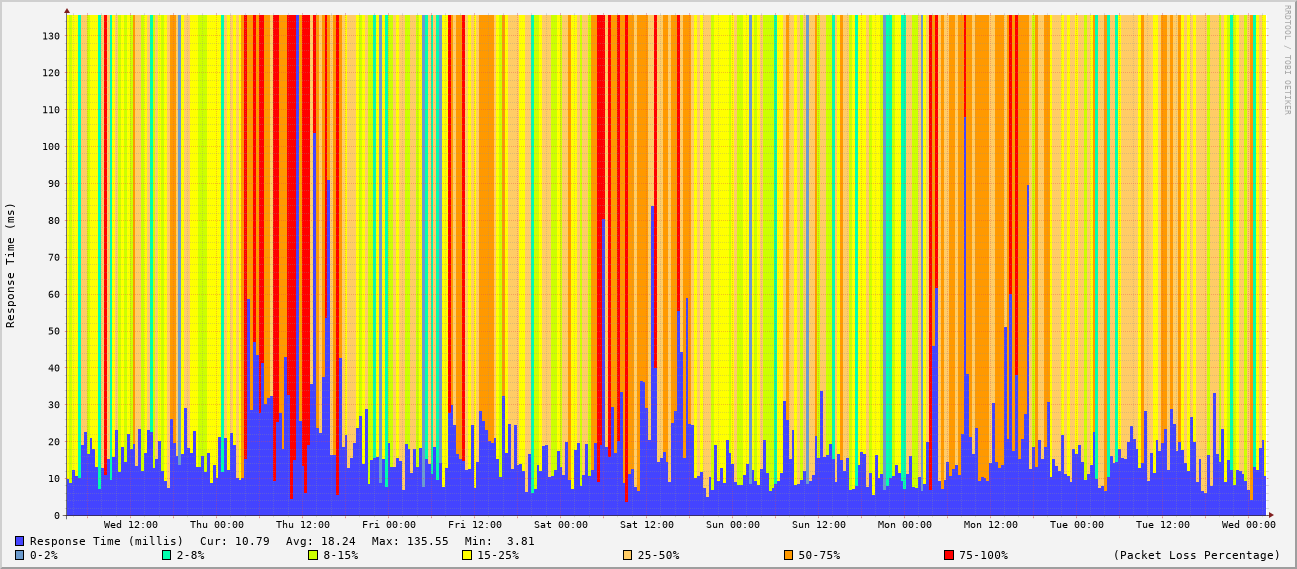 RRDTOOL / TOBI OETIKER
Response Time (ms)
130
120
110
100
90
80
70
60
50
40
30
20
10
0
Wed 12:00 Thu 00:00 Thu 12:00 Fri 00:00 Fri 12:00 Sat 00:00 Sat 12:00 Sun 00:00 Sun 12:00 Mon 00:00 Mon 12:00 Tue 00:00 Tue 12:00 Wed 00:00
Response Time (millis) Cur: 10.79 Avg: 18.24 Max: 135.55 Min: 3.81
0-2% 2-8% 8-15% 15-25% 25-50% 50-75% 75-100% (Packet Loss Percentage)